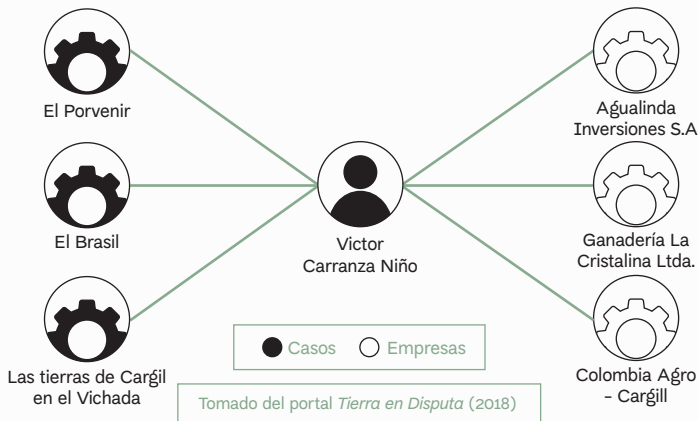 El Porvenir
El Brasil
Las tierras de Cargil
en el Vichada
Victor
Carranza Niño
Agualinda
Inversiones S.A
Ganadería La
Cristalina Ltda.
Colombia Agro
- Cargill
Casos Empresas
Tomado del portal Tierra en Disputa (2018)